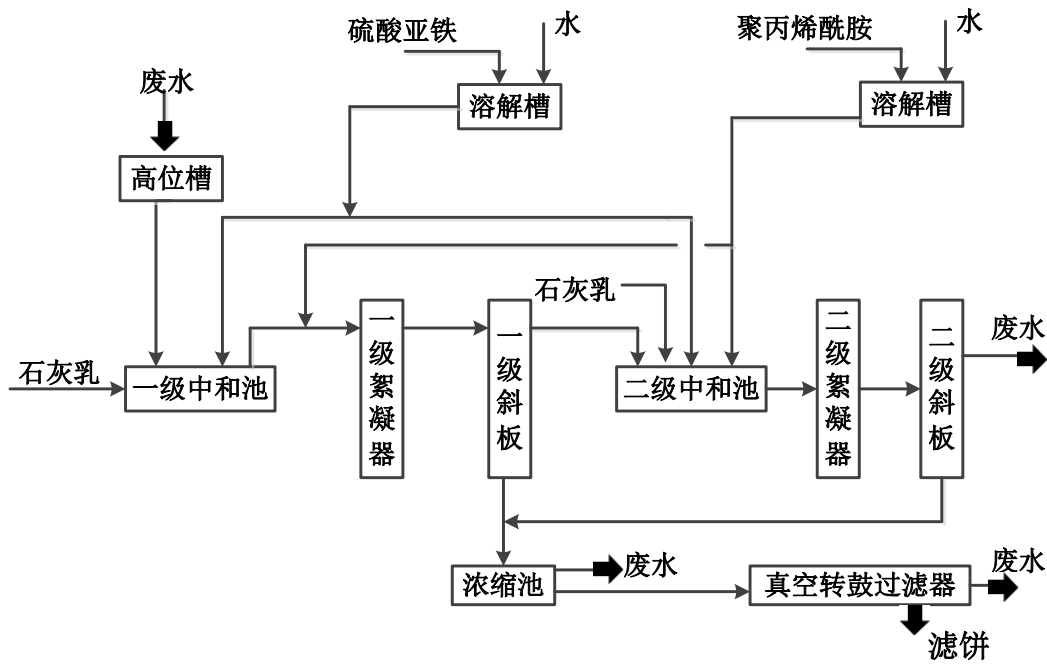 硫酸亚铁
水
聚丙烯酰胺
水
废水
溶解槽
溶解槽
高位槽
石灰乳
一级絮凝器
一级斜板
二级絮凝器
二级斜板
废水
石灰乳
一级中和池
二级中和池
浓缩池
废水
真空转鼓过滤器
废水
滤饼